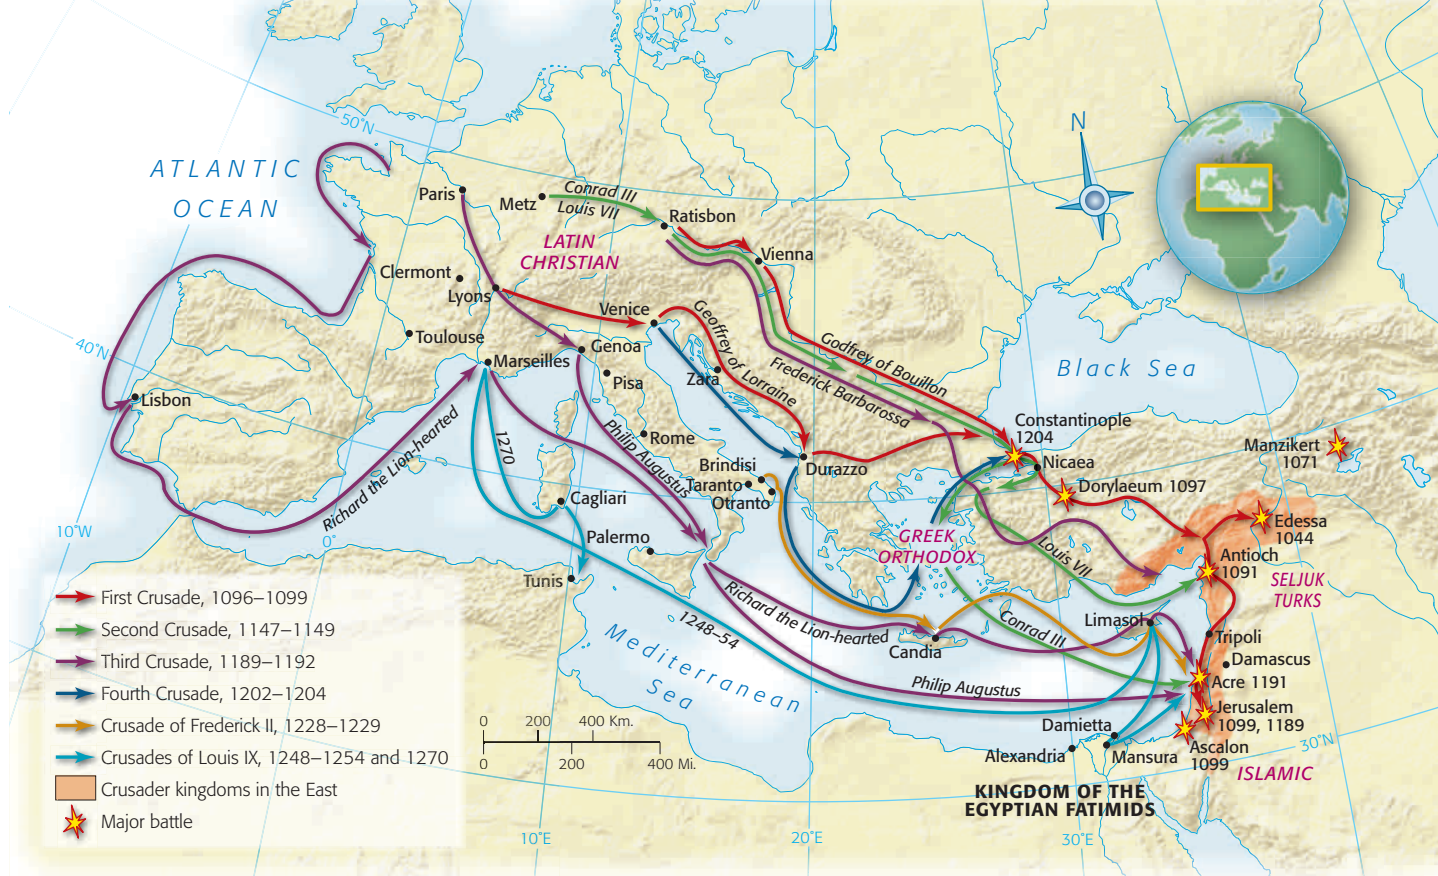 50°N
N
ATLANTIC
OCEAN
Paris
Metz
Conrad III
Louis VII
Ratisbon
LATIN
CHRISTIAN
Vienna
Clermont
Lyons
Venice
Geoffrey of Lorraine
Godfrey of Bouillon
Frederick Barbarossa
Toulouse
Genoa
Marseilles
Pisa
Zara
Black Sea
40°N
Lisbon
Richard the Lion-hearted
1270
Philip Augustus
Rome
Constantinople
1204
Nicaea
Manzikert
1071
Brindisi
Taranto
Otranto
Durazzo
Dorylaeum 1097
Cagliari
Edessa
1044
10°W
0°
Palermo
GREEK
ORTHODOX
Louis VII
Antioch
1091
SELJUK
TURKS
Tunis
First Crusade, 1096–1099
Second Crusade, 1147–1149
Third Crusade, 1189–1192
Fourth Crusade, 1202–1204
Crusade of Frederick II, 1228–1229
Crusades of Louis IX, 1248–1254 and 1270
Crusader kingdoms in the East
Major battle
1248–54
Richard the Lion-hearted
Candia
Conrad III
Limasol
Tripoli
Damascus
Mediterranean
Sea
Philip Augustus
Acre 1191
Jerusalem
1099, 1189
0 200 400 Km.
0 200 400 Mi.
Damietta
Alexandria
Mansura
Ascalon
1099
30°N
ISLAMIC
KINGDOM OF THE
EGYPTIAN FATIMIDS
10°E
20°E
30°E